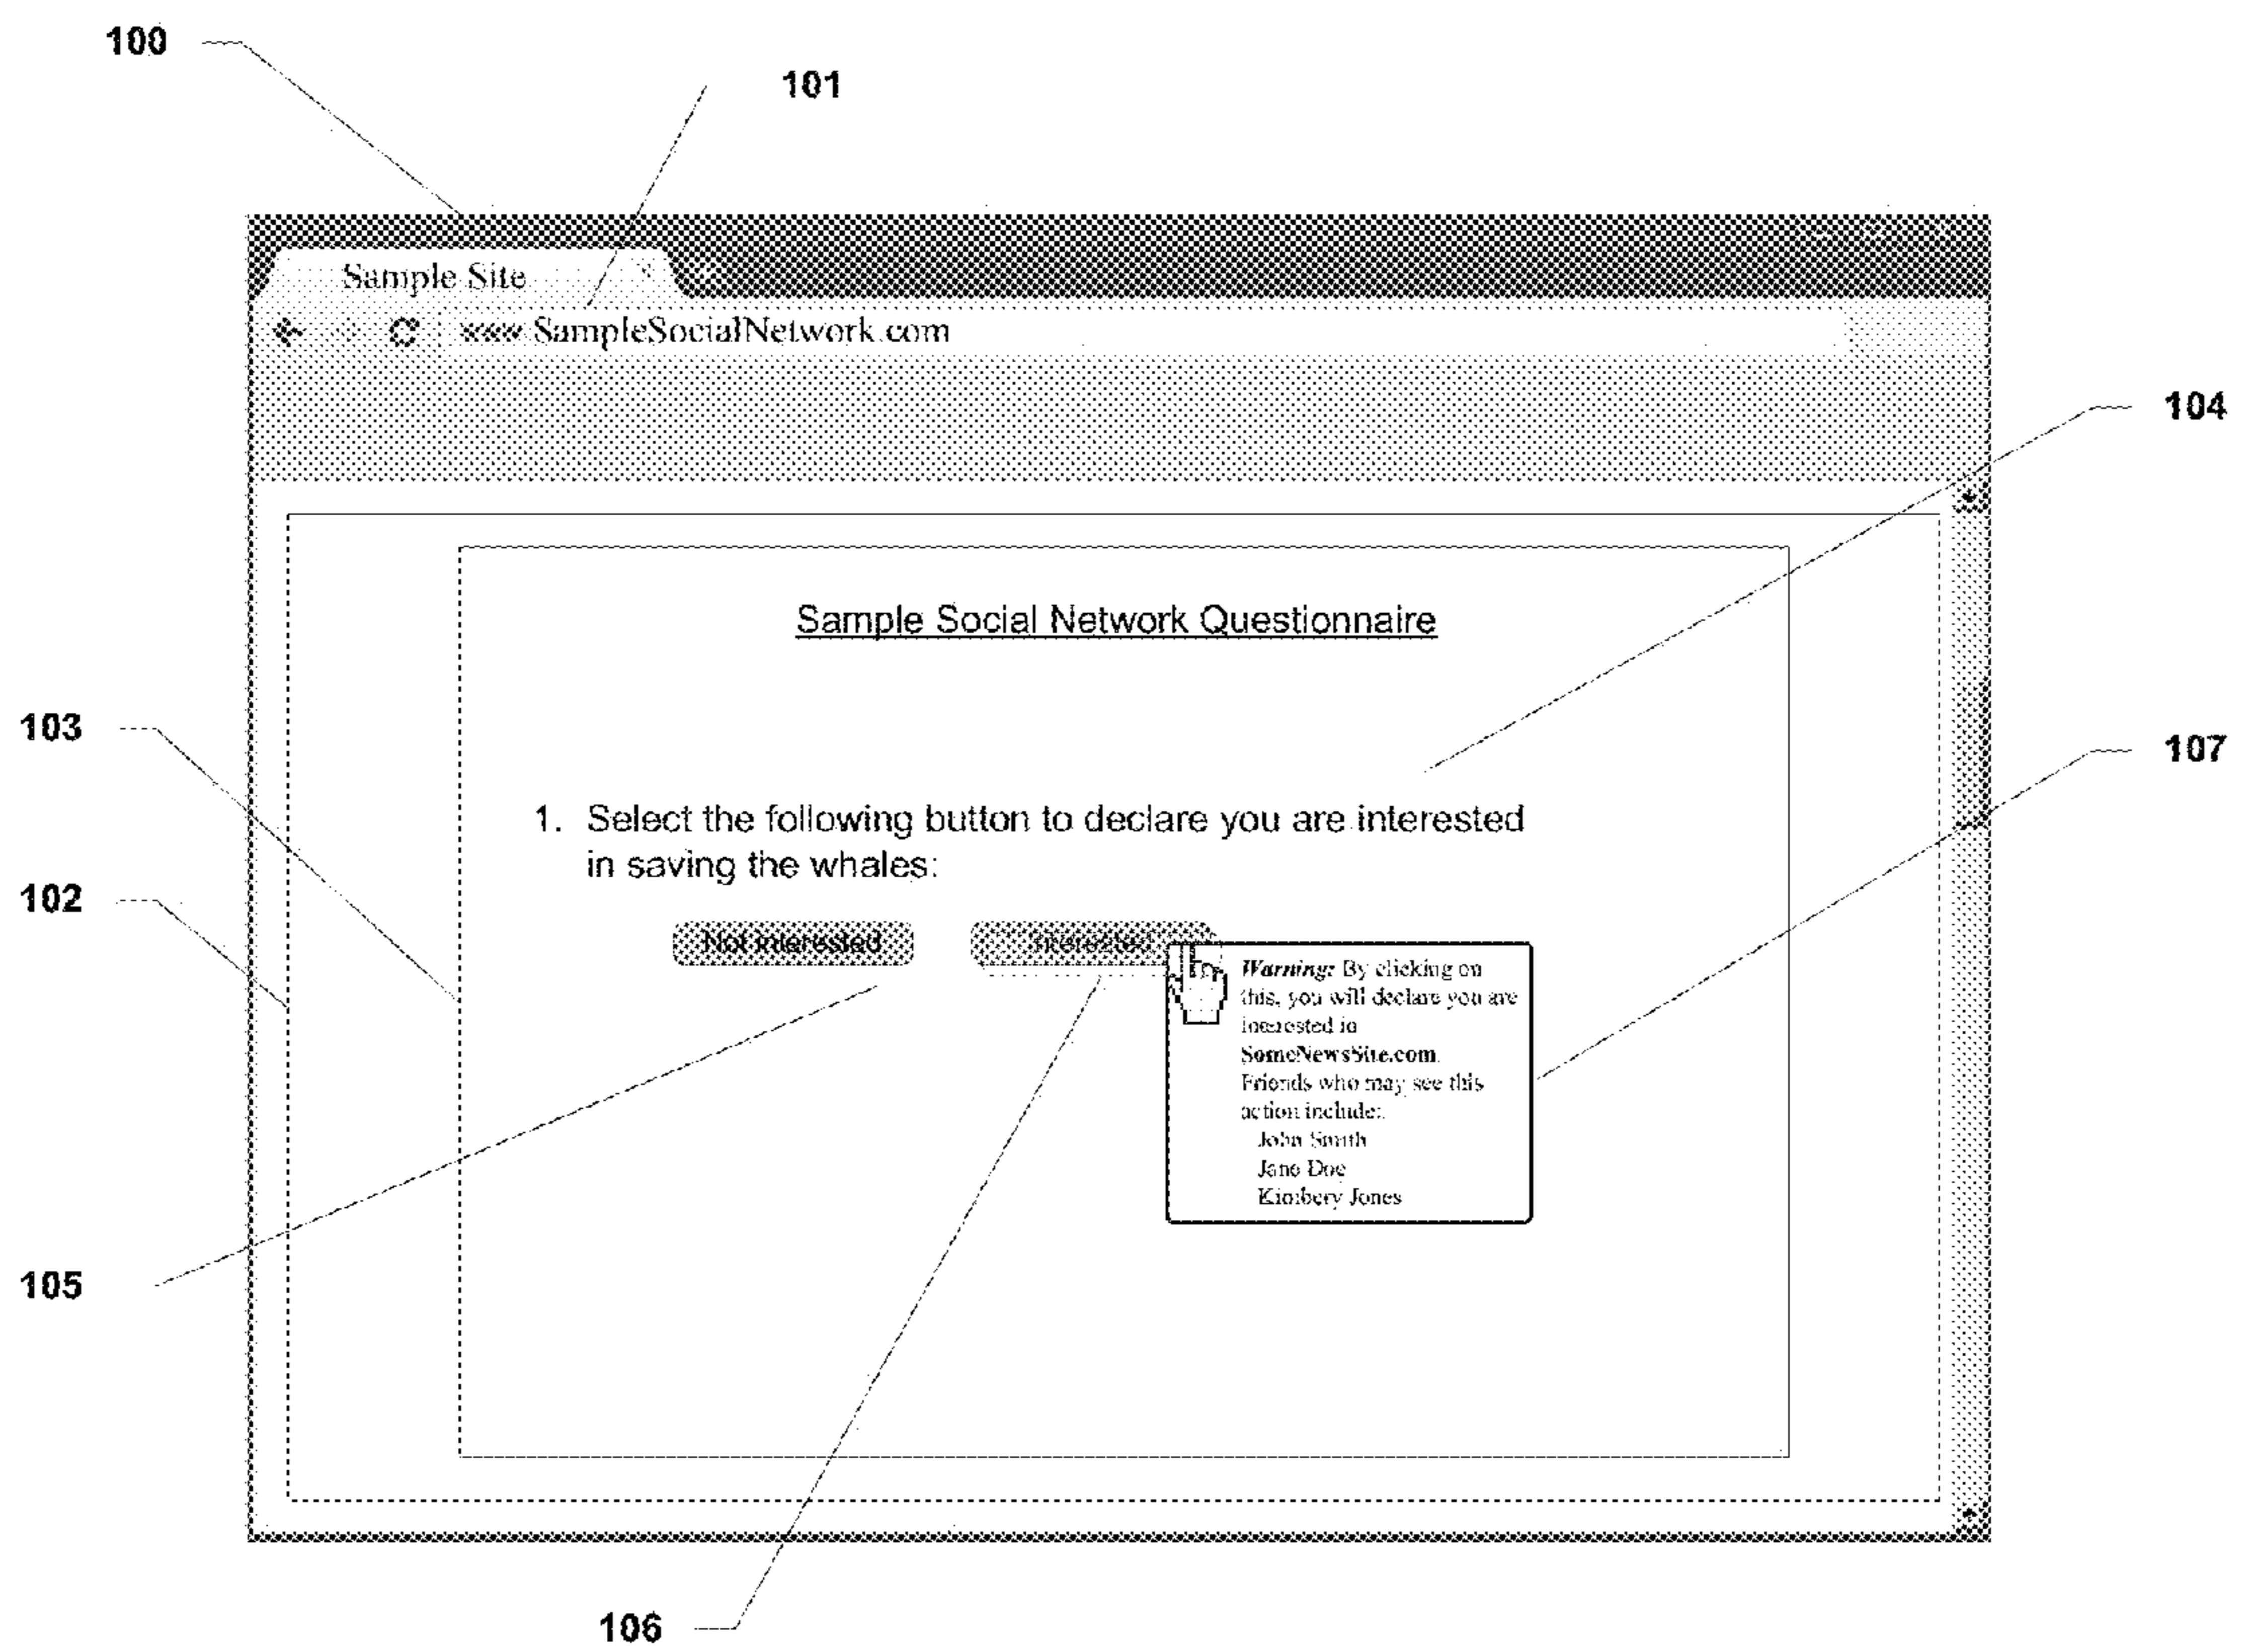 100
101
Sample Site
www.SampleSocialNetwork.com
104
Sample Social Network Questionnaire
103
107
1. Select the following button to declare you are interested
in saving the whales:
102
Not interested
Interested
Warning: By clicking on
this, you will declare you are
interested in
SomeNewsSite.com.
Friends who may see this
action include:
John Smith
Jane Doe
Kimbery Jones
105
106